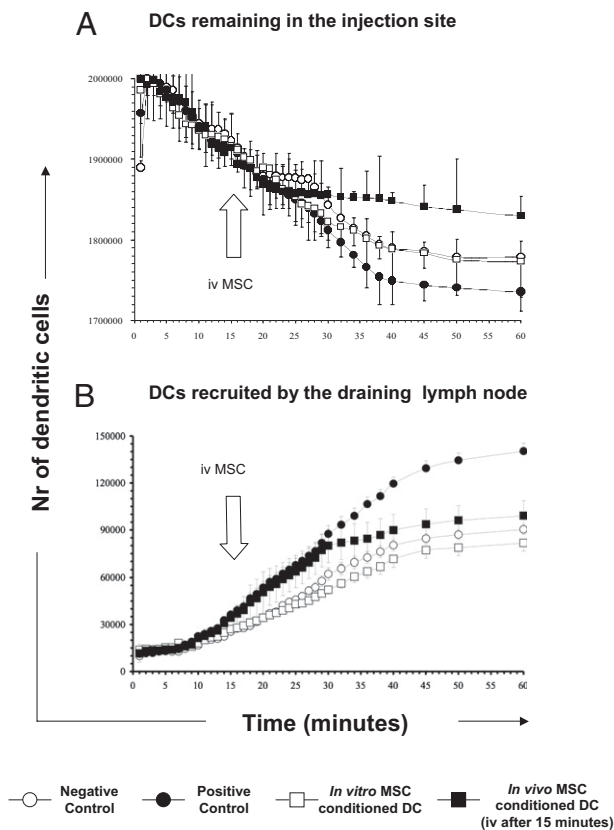 A DCs remaining in the injection site
2000000
1900000
1800000
1700000
iv MSC
0 5 10 15 20 25 30 35 40 45 50 55 60
Nr of dendritic cells
B DCs recruited by the draining lymph node
150000
120000
90000
60000
30000
0
iv MSC
0 5 10 15 20 25 30 35 40 45 50 55 60
Time (minutes)
Negative
Control
Positive
Control
In vitro MSC
conditioned DC
In vivo MSC
conditioned DC
(iv after 15 minutes)